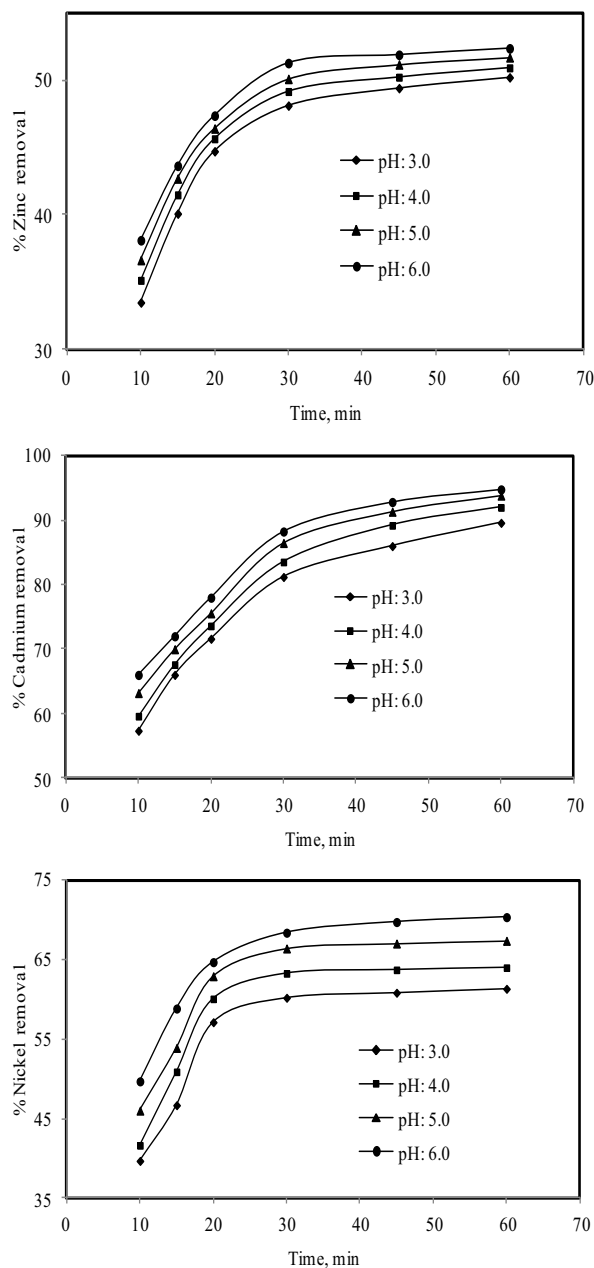 50
40
30
% Zinc removal
pH: 3.0
pH: 4.0
pH: 5.0
pH: 6.0
0 10 20 30 40 50 60 70
Time, min
100
90
80
70
60
50
% Cadmium removal
pH: 3.0
pH: 4.0
pH: 5.0
pH: 6.0
0 10 20 30 40 50 60 70
Time, min
75
65
55
45
35
% Nickel removal
pH: 3.0
pH: 4.0
pH: 5.0
pH: 6.0
0 10 20 30 40 50 60 70
Time, min